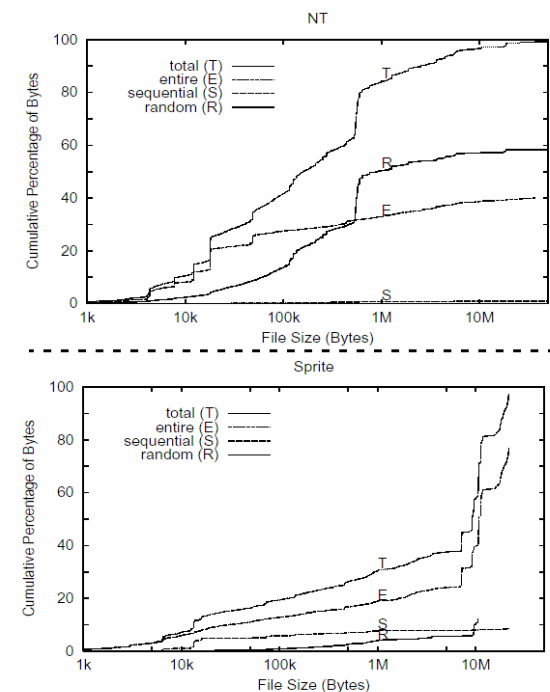 NT
Cumulative Percentage of Bytes
100
80
60
40
20
0
total (T)
entire (E)
sequential (S)
random (R)
T
R
E
S
1k
10k
100k
1M
10M
File Size (Bytes)
Sprite
Cumulative Percentage of Bytes
100
80
60
40
20
0
total (T)
entire (E)
sequential (S)
random (R)
T
E
S
R
1k
10k
100k
1M
10M
File Size (Bytes)